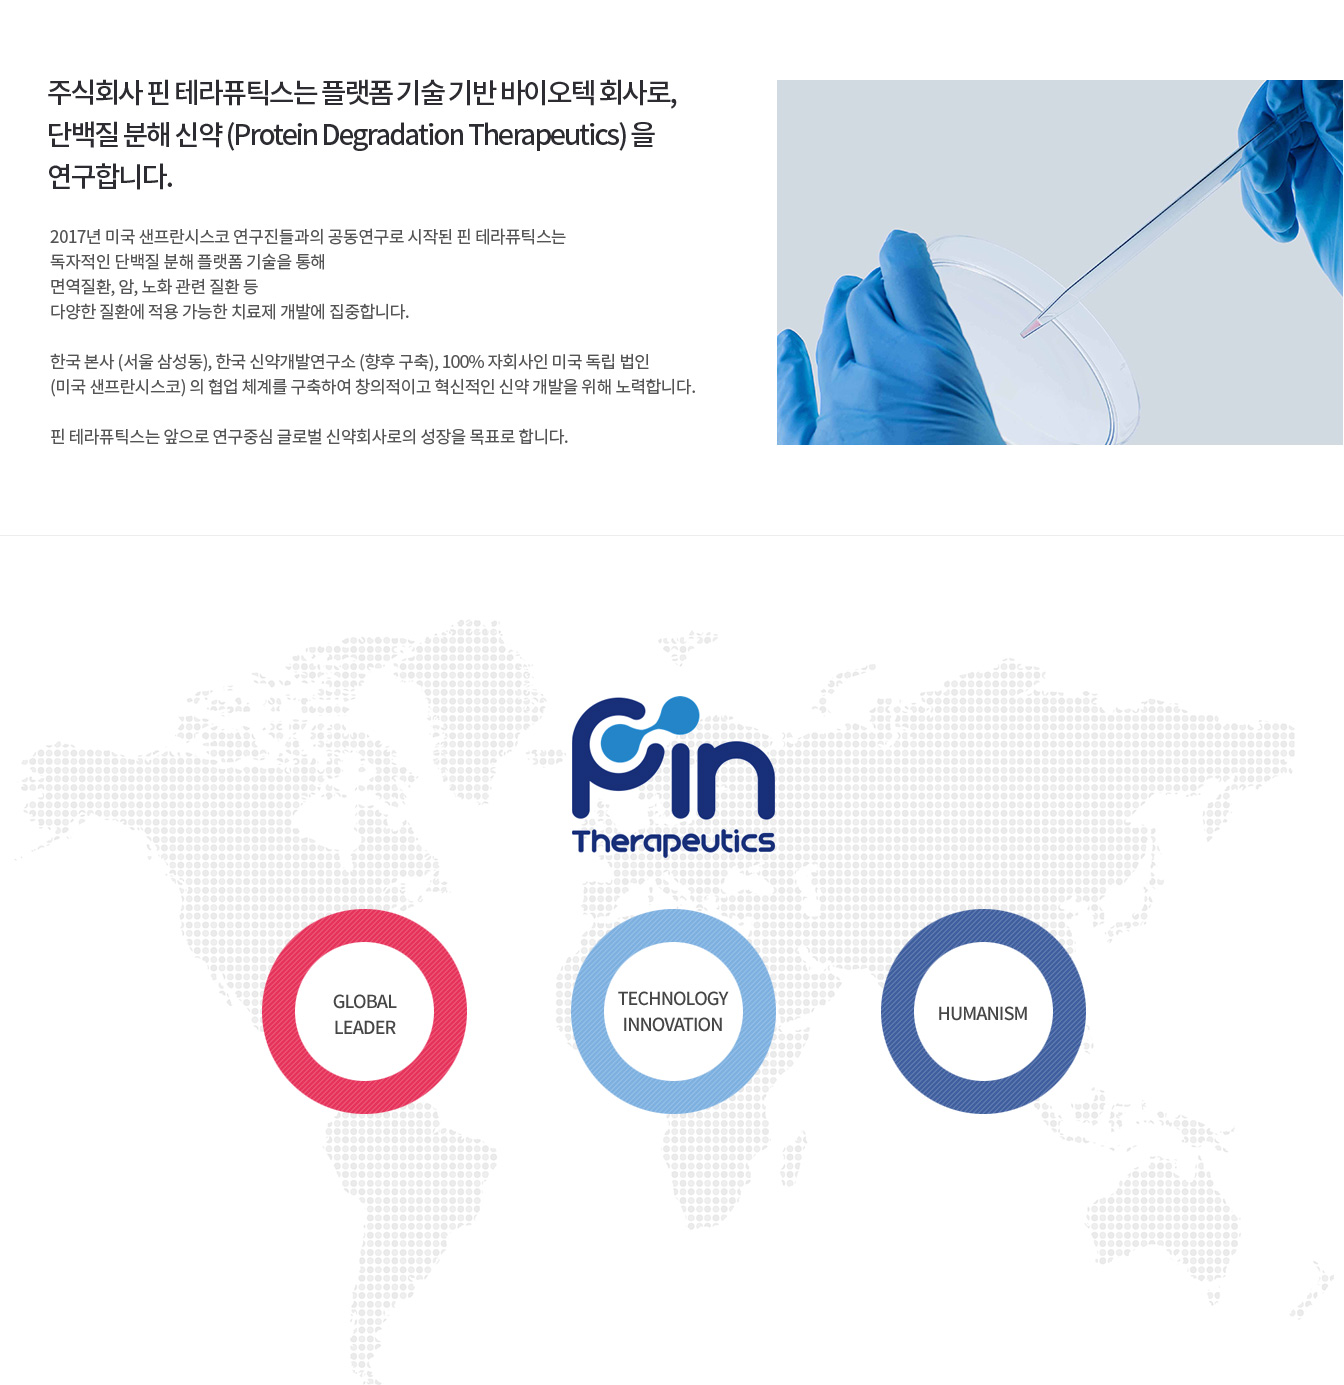 주식회사 핀 테라퓨틱스는 플랫폼 기술 기반 바이오텍 회사로,
단백질 분해 신약 (Protein Degradation Therapeutics) 을
연구합니다.
2017년 미국 샌프란시스코 연구진들과의 공동연구로 시작된 핀 테라퓨틱스는
독자적인 단백질 분해 플랫폼 기술을 통해
면역질환, 암, 노화 관련 질환 등
다양한 질환에 적용 가능한 치료제 개발에 집중합니다.
한국 본사 (서울 삼성동), 한국 신약개발연구소 (향후 구축), 100% 자회사인 미국 독립 법인
(미국 샌프란시스코) 의 협업 체계를 구축하여 창의적이고 혁신적인 신약 개발을 위해 노력합니다.
핀 테라퓨틱스는 앞으로 연구중심 글로벌 신약회사로의 성장을 목표로 합니다.
Pin
Therapeutics
GLOBAL
LEADER
TECHNOLOGY
INNOVATION
HUMANISM